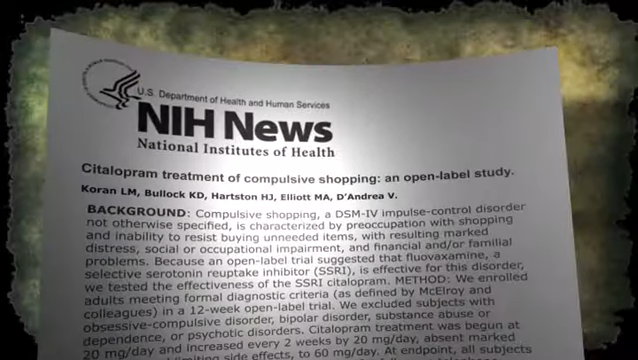 U.S. Department of Health and Human Services
NIH News
National Institutes of Health
Citalopram treatment of compulsive shopping: an open-label study.
Koran LM, Bullock KD, Hartston HJ, Elliott MA, D'Andrea V.
BACKGROUND: Compulsive shopping, a DSM-IV impulse-control disorder
not otherwise specified, is characterized by preoccupation with shopping
and inability to resist buying unneeded items, with resulting marked
distress, social or occupational impairment, and financial and/or familial
problems. Because an open-label trial suggested that fluovaxamine, a
selective serotonin reuptake inhibitor (SSRI), is effective for this disorder,
we tested the effectiveness of the SSRI citalopram. METHOD: We enrolled
adults meeting formal diagnostic criteria (as defined by McElroy and
colleagues) in a 12-week open-label trial. We excluded subjects with
obsessive-compulsive disorder, bipolar disorder, substance abuse or
dependence, or psychotic disorders. Citalopram treatment was begun at
20 mg/day and increased every 2 weeks by 20 mg/day, absent marked
limiting side effects, to 60 mg/day. At endpoint, all subjects